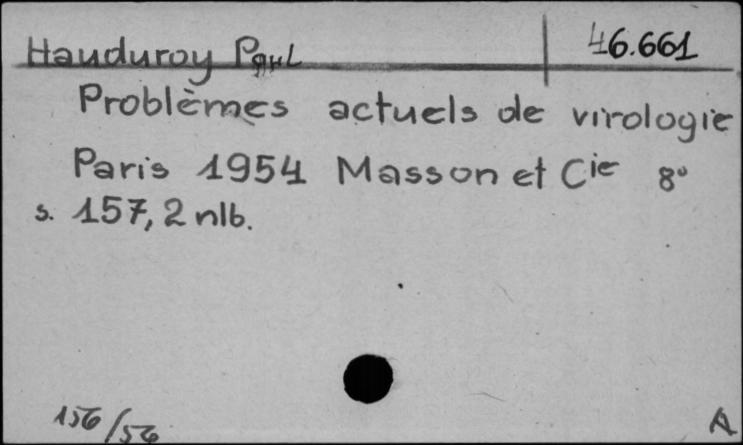 Hauduroy Paul 46.661
Problèmes actuels de virologie
Paris 1954 Masson et Cie 8°
s. 157, 2 nlb.
156/56
A